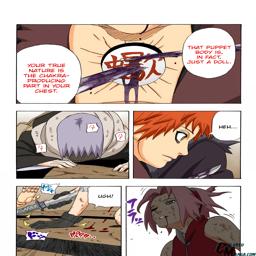 THAT PUPPET
BODY IS,
IN FACT,
JUST A DOLL.
YOUR TRUE
NATURE IS
THE CHAKRA-
PRODUCING
PART IN YOUR
CHEST.
?
?
?
HEH...
UGH!